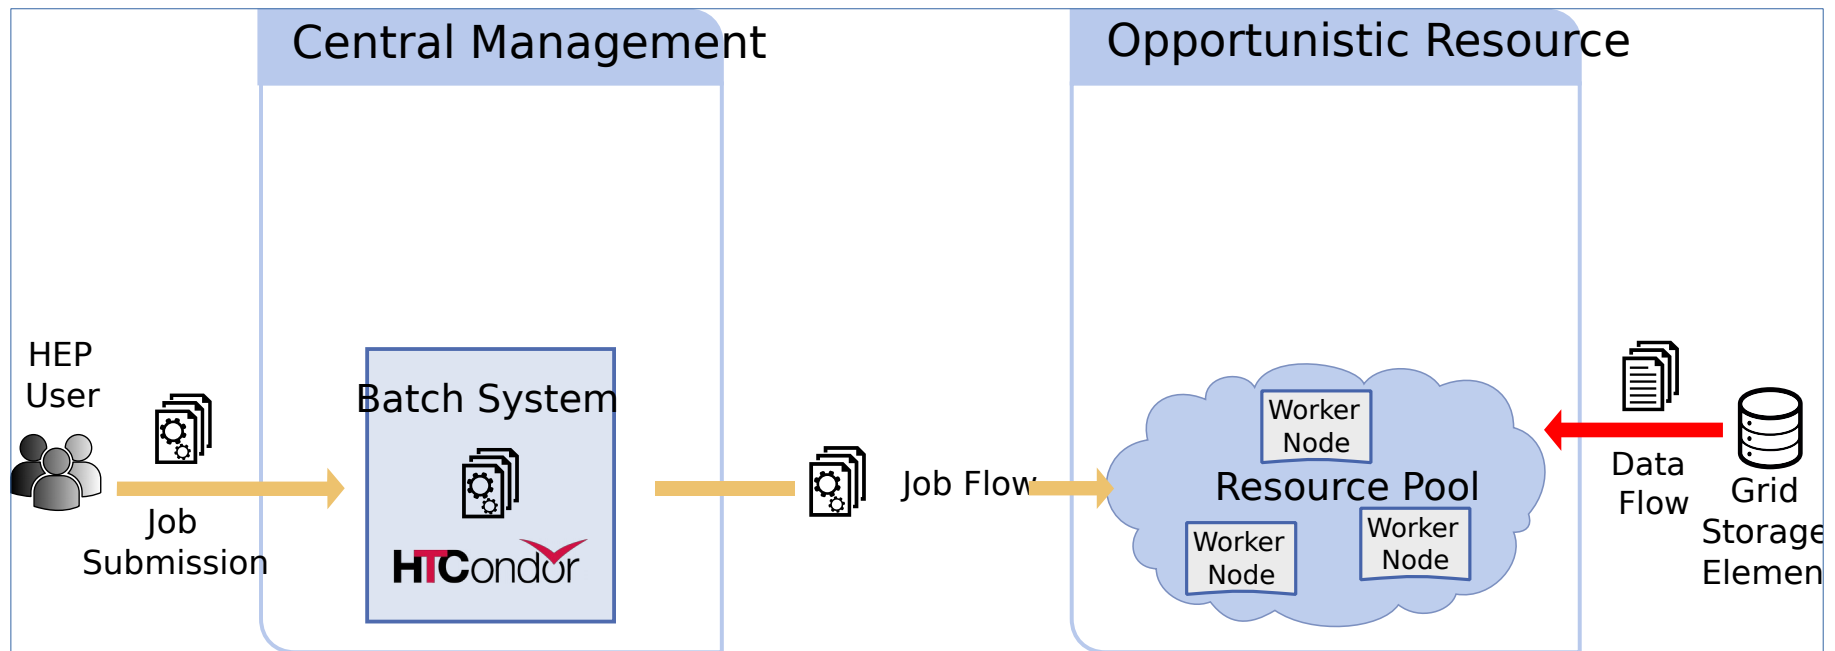 Central Management
Opportunistic Resource
HEP
User
Job
Submission
Batch System
HTCondor
Job Flow
Worker
Node
Resource Pool
Worker
Node
Worker
Node
Data
Flow
Grid
Storage
Elemen